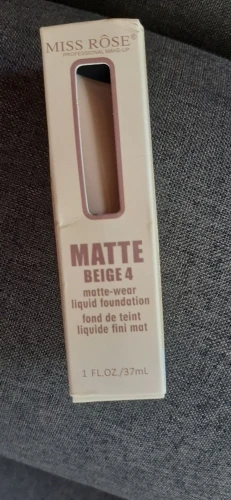 MISS RÔSE®
PROFESSIONAL MAKE-UP
MATTE
BEIGE 4
matte-wear
liquid foundation
fond de teint
liquide fini mat
1 FL.OZ./37mL